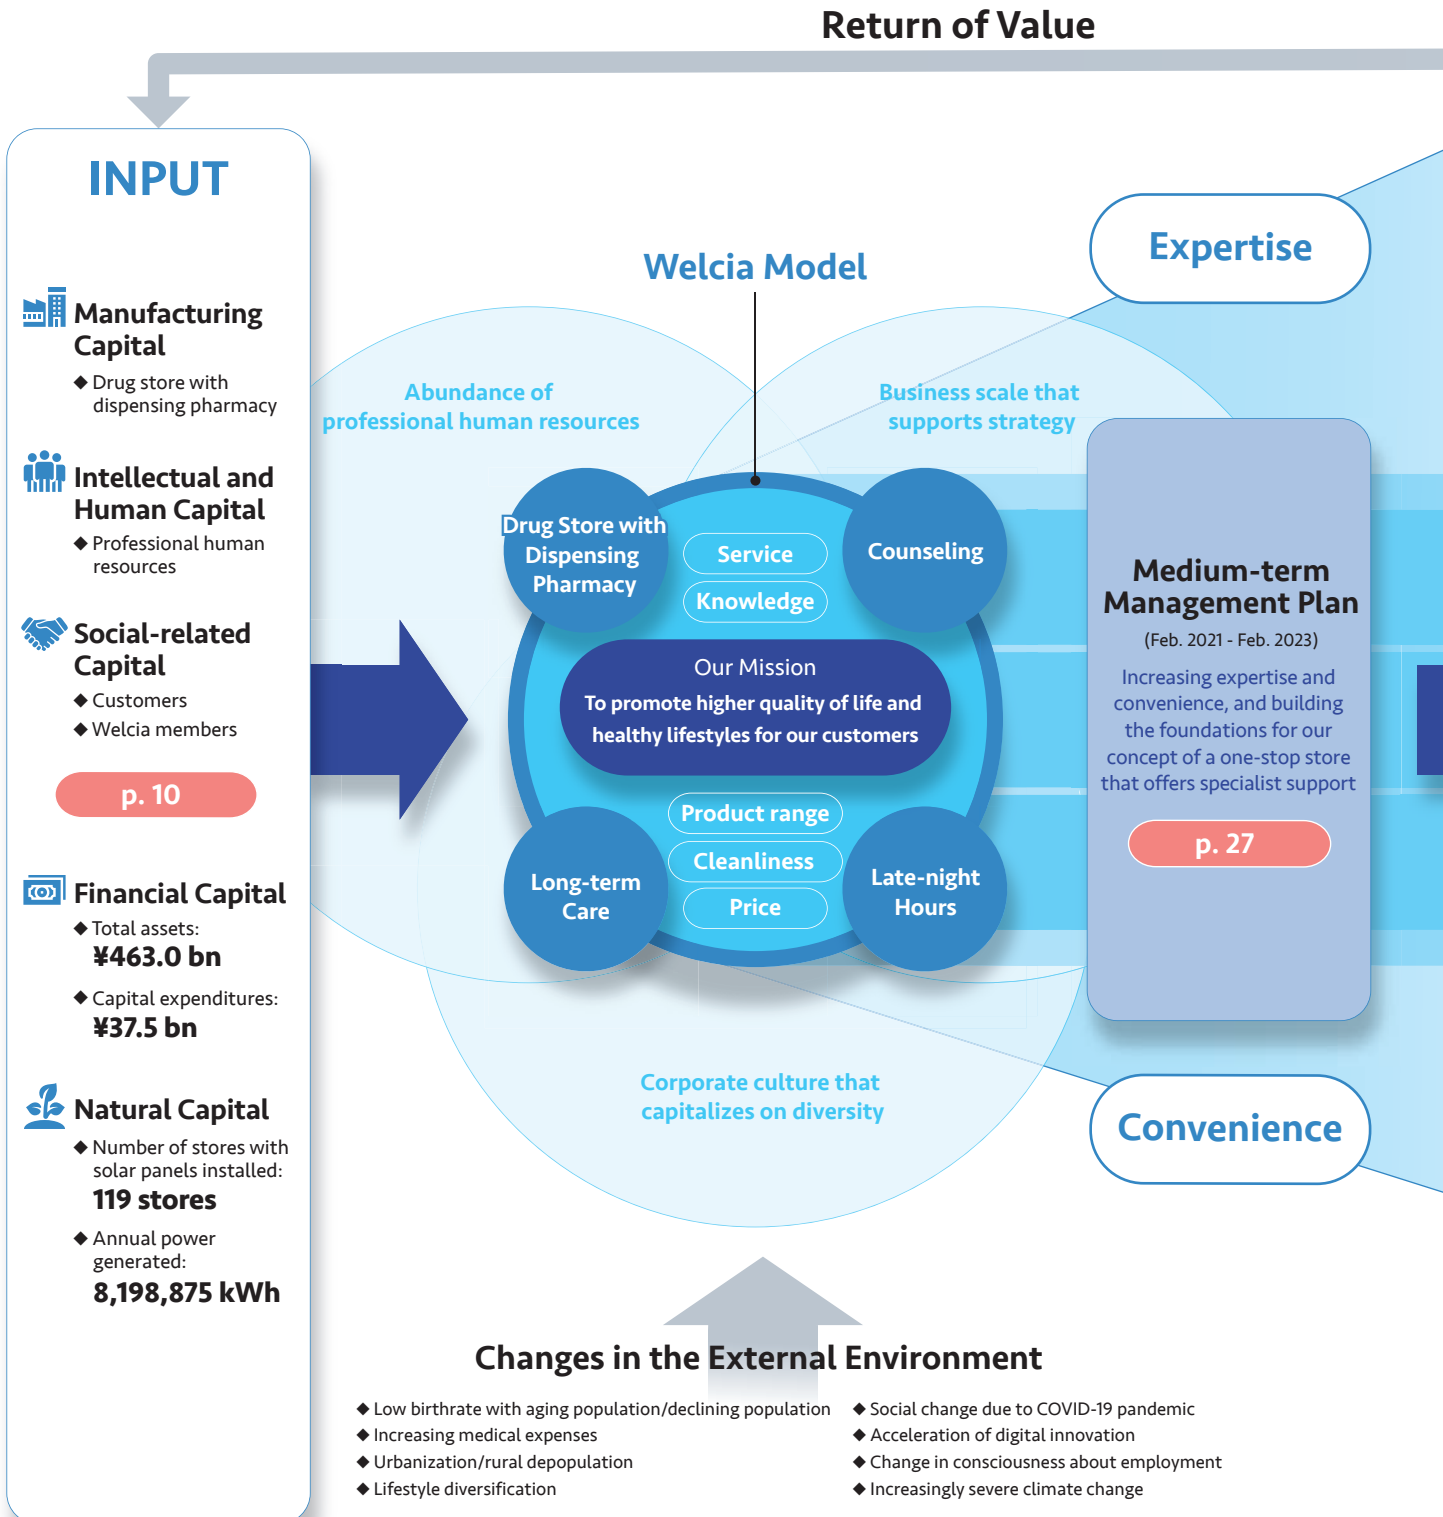 Return of Value
INPUT
Manufacturing
Capital
◆ Drug store with
dispensing pharmacy
Intellectual and
Human Capital
◆ Professional human
resources
Social-related
Capital
◆ Customers
◆ Welcia members
p. 10
Financial Capital
◆ Total assets:
¥463.0 bn
◆ Capital expenditures:
¥37.5 bn
Natural Capital
◆ Number of stores with
solar panels installed:
119 stores
◆ Annual power
generated:
8,198,875 kWh
Welcia Model
Abundance of
professional human resources
Business scale that
supports strategy
Drug Store with
Dispensing
Pharmacy
Service
Knowledge
Counseling
Our Mission
To promote higher quality of life and
healthy lifestyles for our customers
Product range
Cleanliness
Price
Long-term
Care
Late-night
Hours
Corporate culture that
capitalizes on diversity
Expertise
Medium-term
Management Plan
(Feb. 2021 - Feb. 2023)
Increasing expertise and
convenience, and building
the foundations for our
concept of a one-stop store
that offers specialist support
p. 27
Convenience
Changes in the External Environment
◆ Low birthrate with aging population/declining population
◆ Increasing medical expenses
◆ Urbanization/rural depopulation
◆ Lifestyle diversification
◆ Social change due to COVID-19 pandemic
◆ Acceleration of digital innovation
◆ Change in consciousness about employment
◆ Increasingly severe climate change